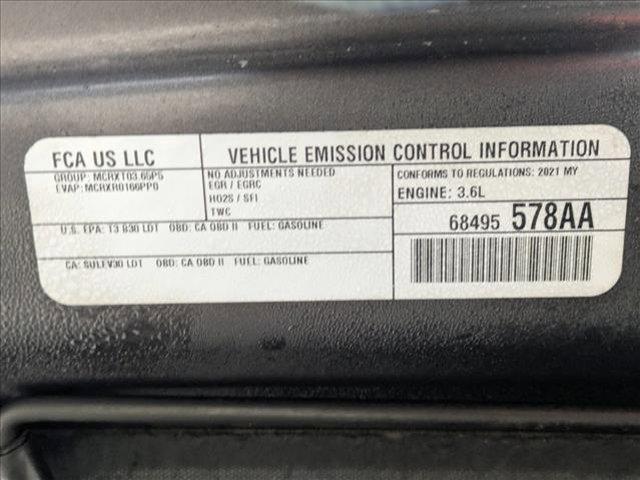 FCA US LLC
VEHICLE EMISSION CONTROL INFORMATION
GROUP: MCRXT03.65P5
EVAP: MCRXR0166PP0
NO ADJUSTMENTS NEEDED
EGR / EGRC
HO2S / SFI
TWC
CONFORMS TO REGULATIONS: 2021 MY
ENGINE: 3.6L
68495 578AA
U.S. EPA: T3 B30 LDT OBD: CA OBD II FUEL: GASOLINE
CA: SULEV30 LDT OBD: CA OBD II FUEL: GASOLINE